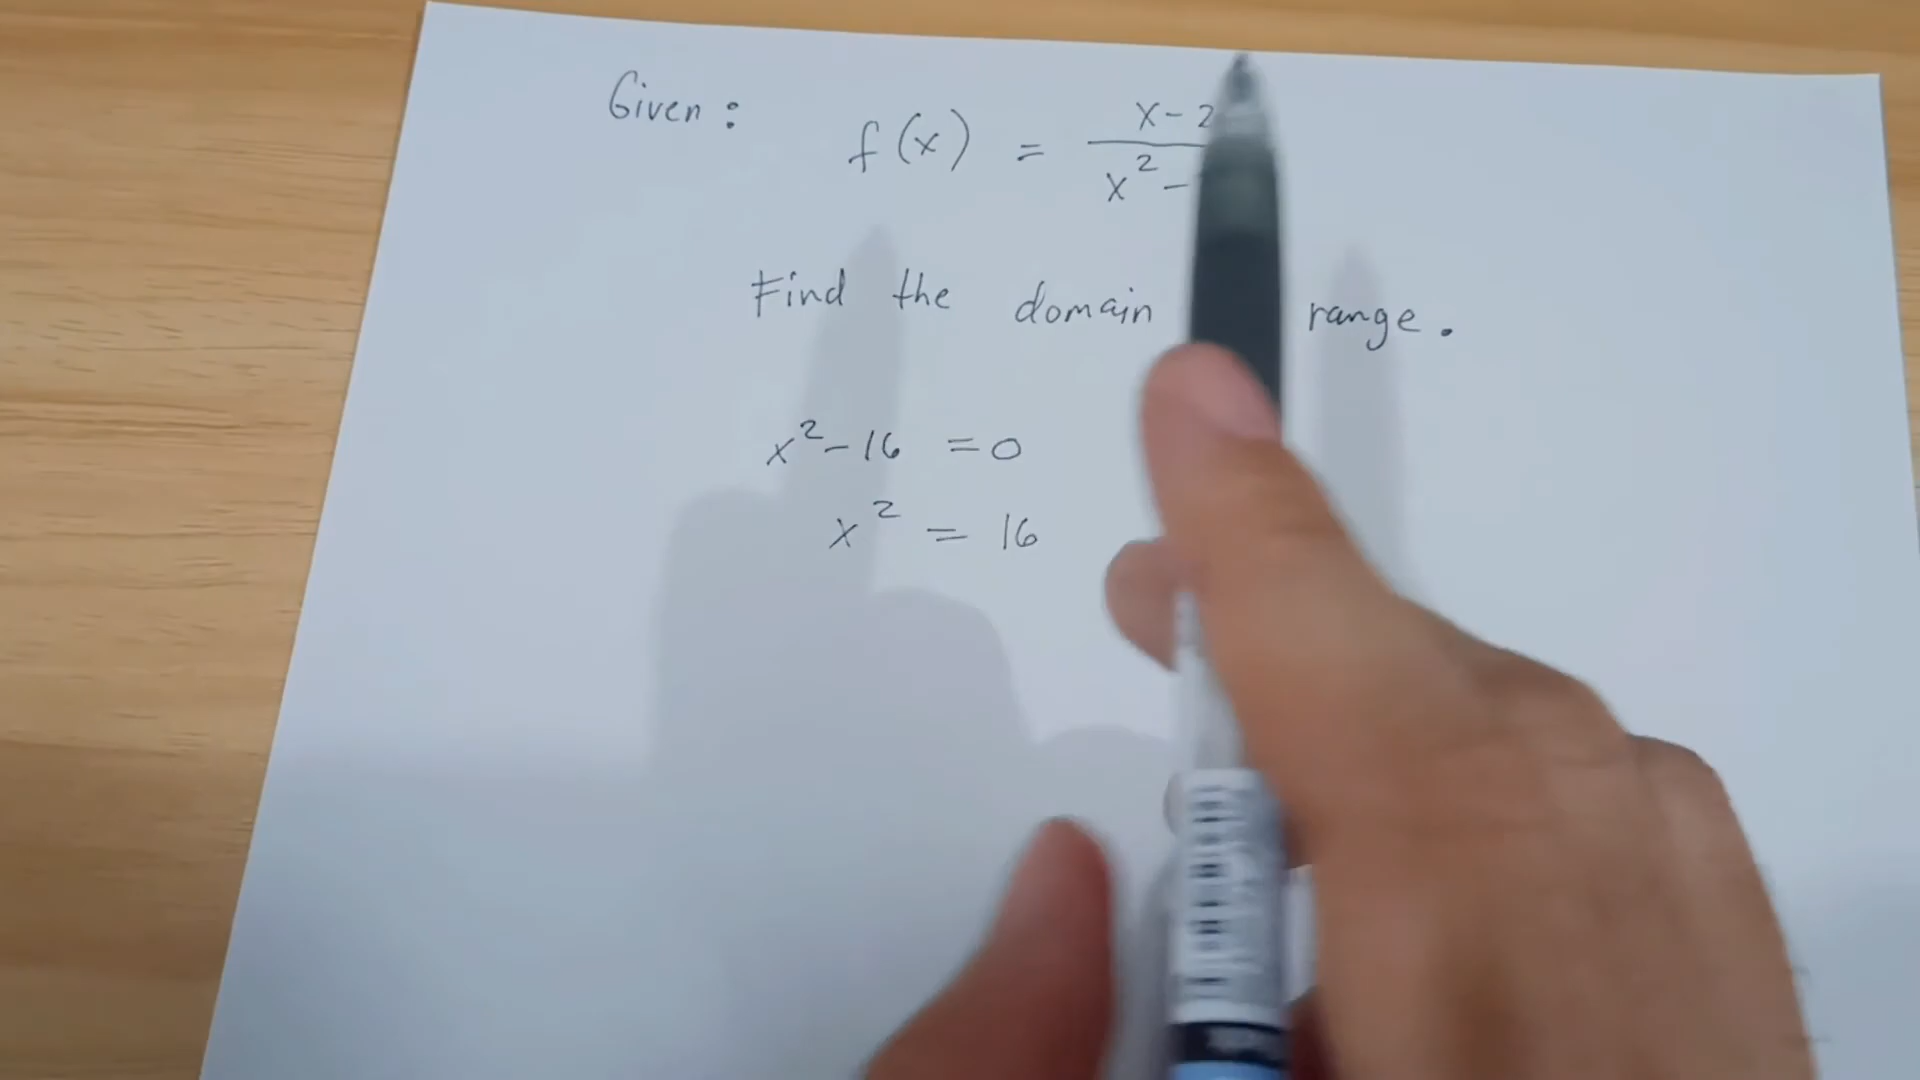 Given :
f(x) = x-2
x² -
Find the domain range.
x² - 16 = 0
x² = 16